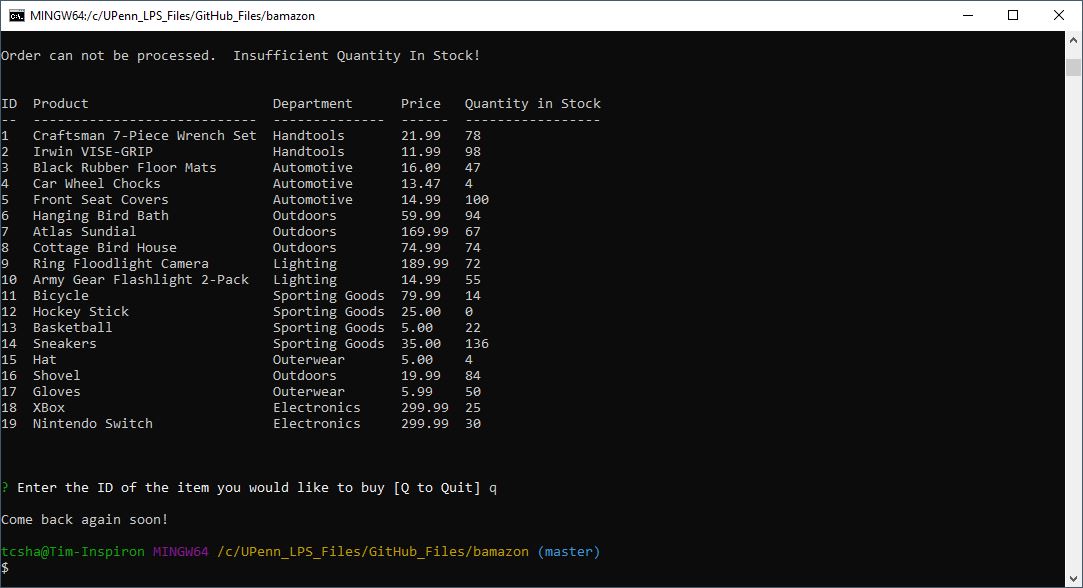 MINGW64:/c/UPenn_LPS_Files/GitHub_Files/bamazon
Order can not be processed.  Insufficient Quantity In Stock!
ID  Product                       Department      Price   Quantity in Stock
--  ----------------------------  --------------  ------  -----------------
1   Craftsman 7-Piece Wrench Set  Handtools       21.99   78
2   Irwin VISE-GRIP               Handtools       11.99   98
3   Black Rubber Floor Mats       Automotive      16.09   47
4   Car Wheel Chocks              Automotive      13.47   4
5   Front Seat Covers             Automotive      14.99   100
6   Hanging Bird Bath             Outdoors        59.99   94
7   Atlas Sundial                 Outdoors        169.99  67
8   Cottage Bird House            Outdoors        74.99   74
9   Ring Floodlight Camera        Lighting        189.99  72
10  Army Gear Flashlight 2-Pack   Lighting        14.99   55
11  Bicycle                       Sporting Goods  79.99   14
12  Hockey Stick                  Sporting Goods  25.00   0
13  Basketball                    Sporting Goods  5.00    22
14  Sneakers                      Sporting Goods  35.00   136
15  Hat                           Outerwear       5.00    4
16  Shovel                        Outdoors        19.99   84
17  Gloves                        Outerwear       5.99    50
18  XBox                          Electronics     299.99  25
19  Nintendo Switch               Electronics     299.99  30
? Enter the ID of the item you would like to buy [Q to Quit] q
Come back again soon!
tcsha@Tim-Inspiron MINGW64 /c/UPenn_LPS_Files/GitHub_Files/bamazon (master)
$